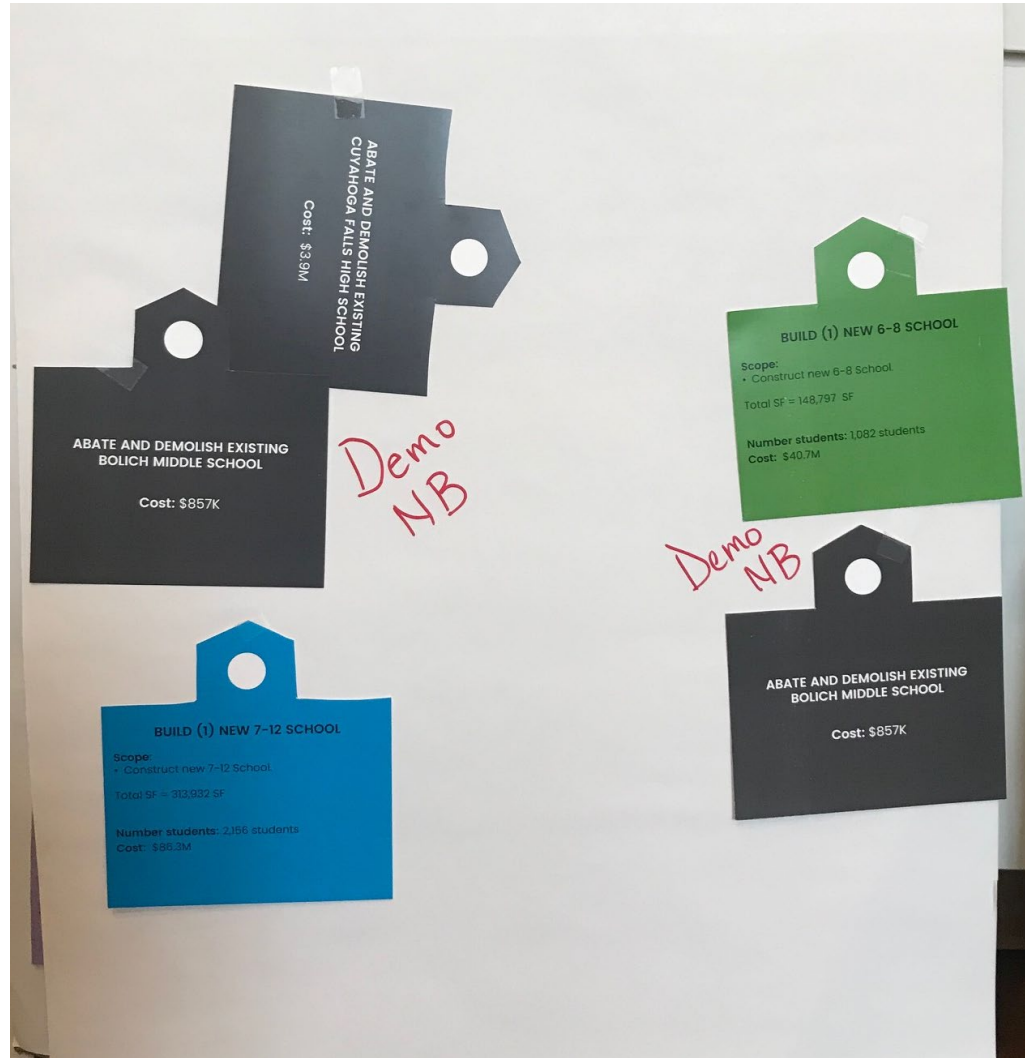 ABATE AND DEMOLISH EXISTING
CUYAHOGA FALLS HIGH SCHOOL
Cost: $3.9M
ABATE AND DEMOLISH EXISTING
BOLICH MIDDLE SCHOOL
Cost: $857K
Demo
NB
BUILD (1) NEW 7-12 SCHOOL
Scope:
• Construct new 7-12 School.
Total SF = 313,932 SF
Number students: 2,156 students
Cost: $86.3M
BUILD (1) NEW 6-8 SCHOOL
Scope:
• Construct new 6-8 School.
Total SF = 148,797 SF
Number students: 1,082 students
Cost: $40.7M
Demo
NB
ABATE AND DEMOLISH EXISTING
BOLICH MIDDLE SCHOOL
Cost: $857K